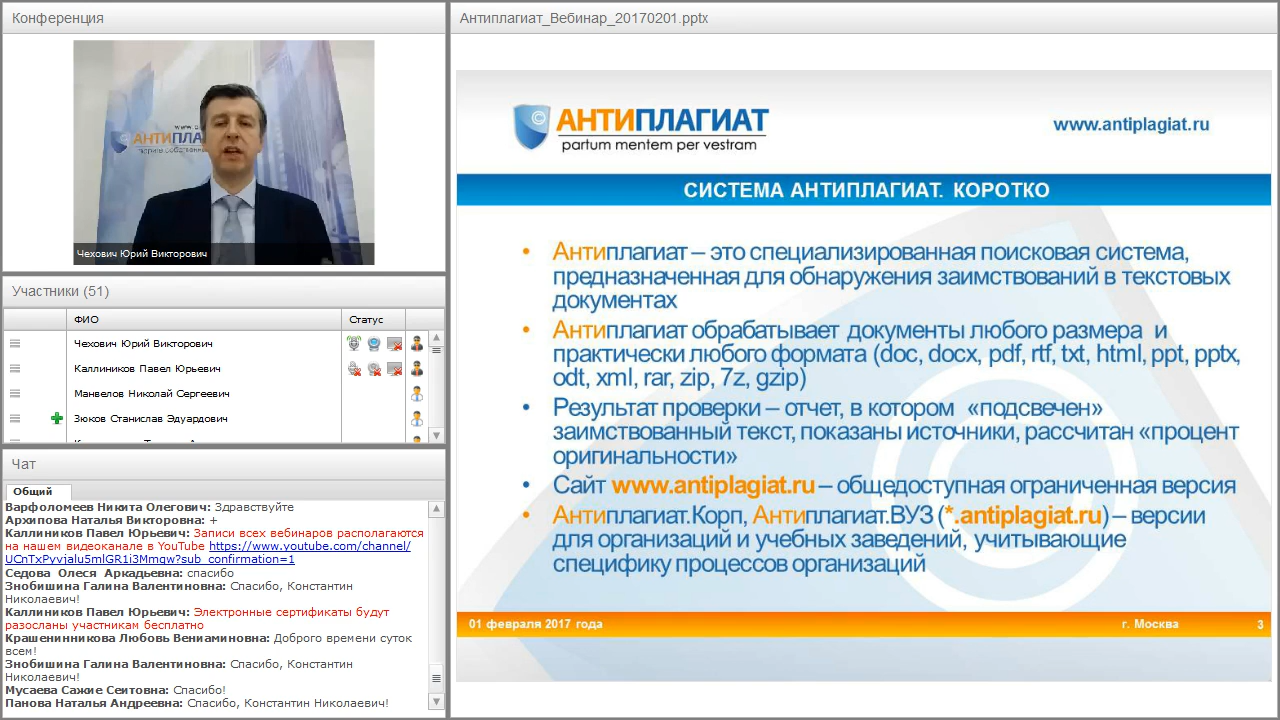 Конференция
www.a
АНТИПЛА
Чехович Юрий Викторович
Участники (51)
ФИО
Статус
Чехович Юрий Викторович
Каллиников Павел Юрьевич
Манвелов Николай Сергеевич
Зюков Станислав Эдуардович
Чат
Общий
Варфоломеев Никита Олегович: Здравствуйте
Архипова Наталья Викторовна: +
Каллиников Павел Юрьевич: Записи всех вебинаров располагаются
на нашем видеоканале в YouTube https://www.youtube.com/channel/
UCnTxPyvjalu5mlGR1i3Mmqw?sub_confirmation=1
Седова Олеся Аркадьевна: спасибо
Знобишина Галина Валентиновна: Спасибо, Константин
Николаевич!
Каллиников Павел Юрьевич: Электронные сертификаты будут
разосланы участникам бесплатно
Крашенинникова Любовь Вениаминовна: Доброго времени суток
всем!
Знобишина Галина Валентиновна: Спасибо, Константин
Николаевич!
Мусаева Сажие Сеитовна: Спасибо!
Панова Наталья Андреевна: Спасибо, Константин Николаевич!
Антиплагиат_Вебинар_20170201.pptx
© АНТИПЛАГИАТ
partum mentem per vestram
www.antiplagiat.ru
СИСТЕМА АНТИПЛАГИАТ. КОРОТКО
• Антиплагиат – это специализированная поисковая система,
предназначенная для обнаружения заимствований в текстовых
документах
• Антиплагиат обрабатывает документы любого размера и
практически любого формата (doc, docx, pdf, rtf, txt, html, ppt, pptx,
odt, xml, rar, zip, 7z, gzip)
• Результат проверки – отчет, в котором «подсвечен»
заимствованный текст, показаны источники, рассчитан «процент
оригинальности»
• Сайт www.antiplagiat.ru – общедоступная ограниченная версия
• Антиплагиат.Корп, Антиплагиат.ВУЗ (*.antiplagiat.ru) – версии
для организаций и учебных заведений, учитывающие
специфику процессов организаций
01 февраля 2017 года
г. Москва
3